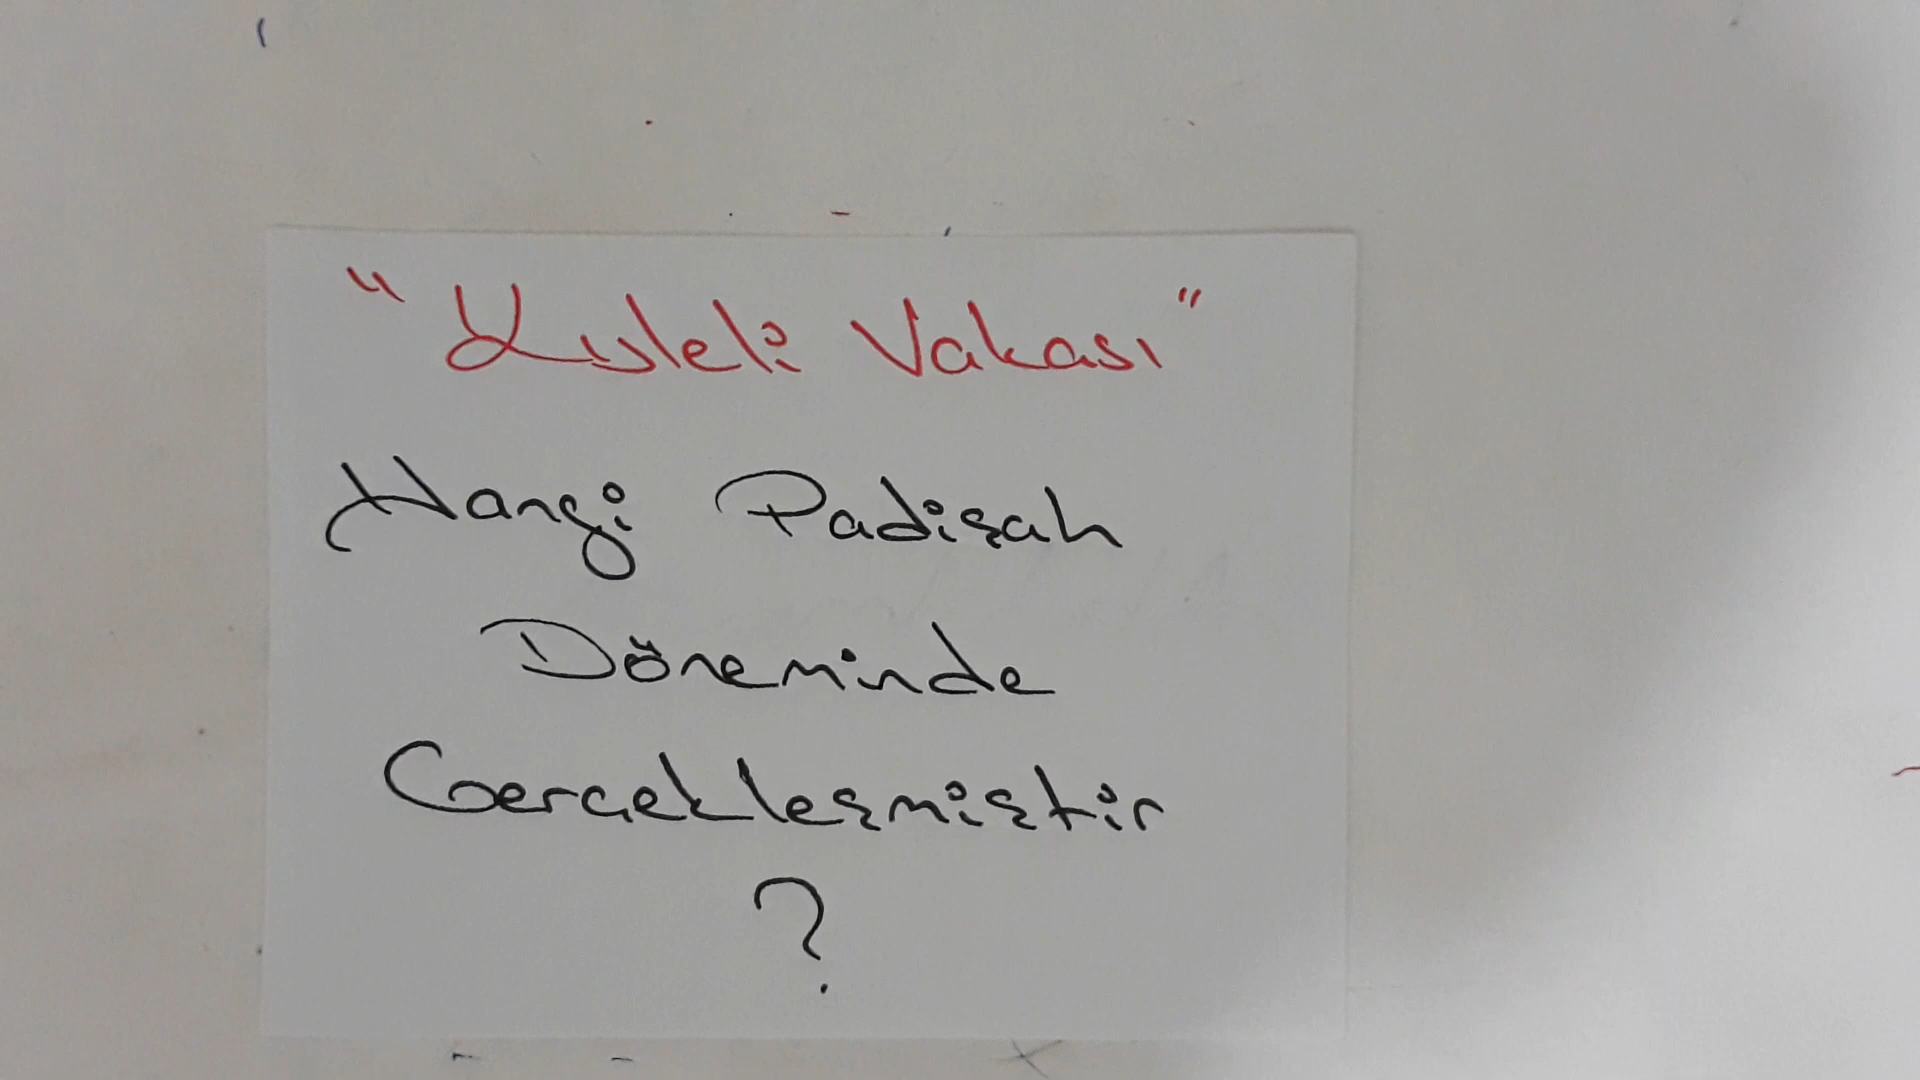 "Kuleli Vakası"
Hangi Padişah
Döneminde
Gerçekleşmiştir
?